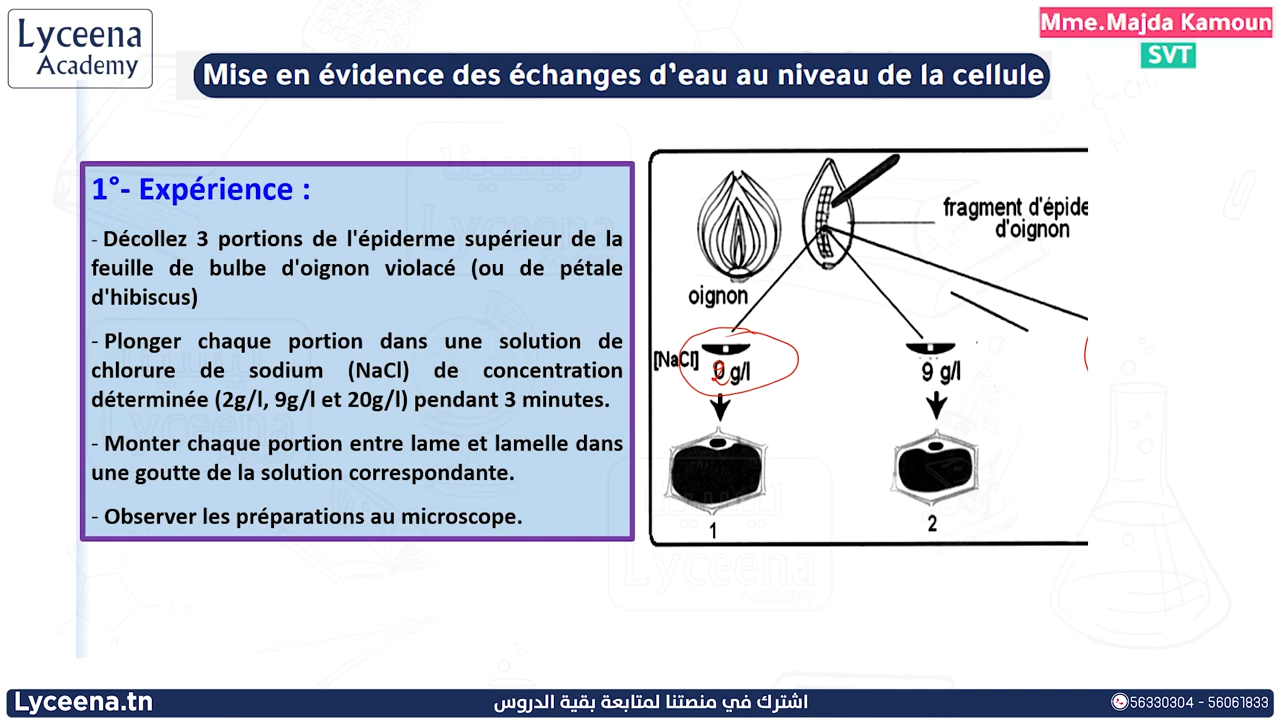 Lyceena
Academy
Mme.Majda Kamoun
SVT
Mise en évidence des échanges d'eau au niveau de la cellule
1°- Expérience :
- Décollez 3 portions de l'épiderme supérieur de la
feuille de bulbe d'oignon violacé (ou de pétale
d'hibiscus)
- Plonger chaque portion dans une solution de
chlorure de sodium (NaCl) de concentration
déterminée (2g/l, 9g/l et 20g/l) pendant 3 minutes.
- Monter chaque portion entre lame et lamelle dans
une goutte de la solution correspondante.
- Observer les préparations au microscope.
fragment d'épide
d'oignon
oignon
[NaCl]
g/l
9 g/l
1
2
Lyceena.tn
اشترك في منصتنا لمتابعة بقية الدروس
56330304 - 56061833